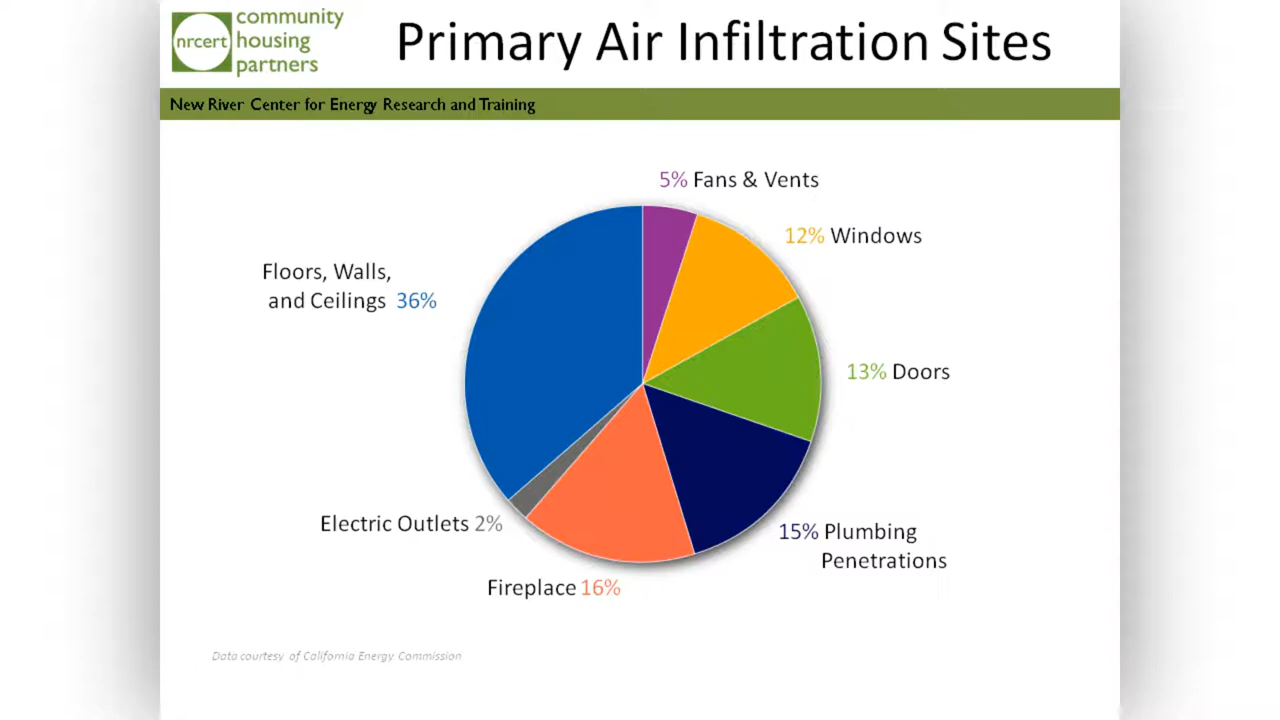 community
nrcert housing
partners
Primary Air Infiltration Sites
New River Center for Energy Research and Training
5% Fans & Vents
12% Windows
Floors, Walls,
and Ceilings 36%
13% Doors
Electric Outlets 2%
15% Plumbing
Penetrations
Fireplace 16%
Data courtesy of California Energy Commission